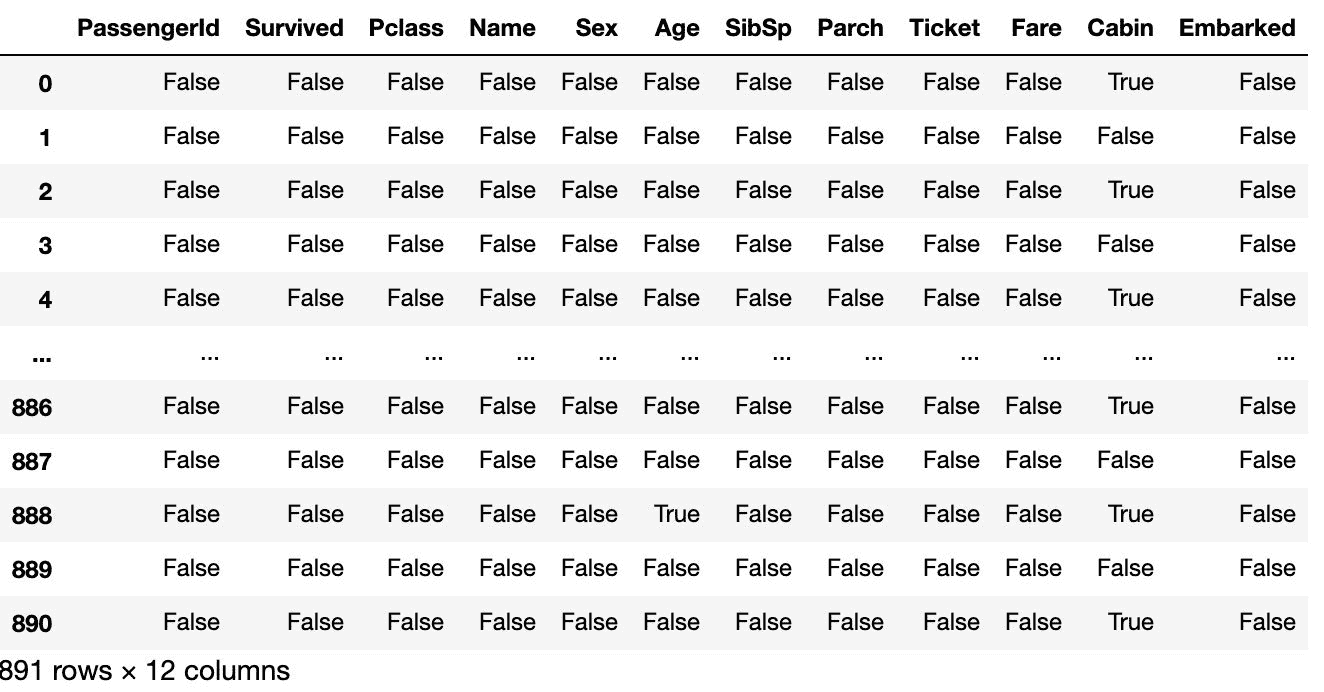 PassengerId Survived Pclass Name Sex Age SibSp Parch Ticket Fare Cabin Embarked
0 False False False False False False False False False False True False
1 False False False False False False False False False False False False
2 False False False False False False False False False False True False
3 False False False False False False False False False False False False
4 False False False False False False False False False False True False
... ... ... ... ... ... ... ... ... ... ... ... ...
886 False False False False False False False False False False True False
887 False False False False False False False False False False False False
888 False False False False False True False False False False True False
889 False False False False False False False False False False False False
890 False False False False False False False False False False True False
891 rows × 12 columns